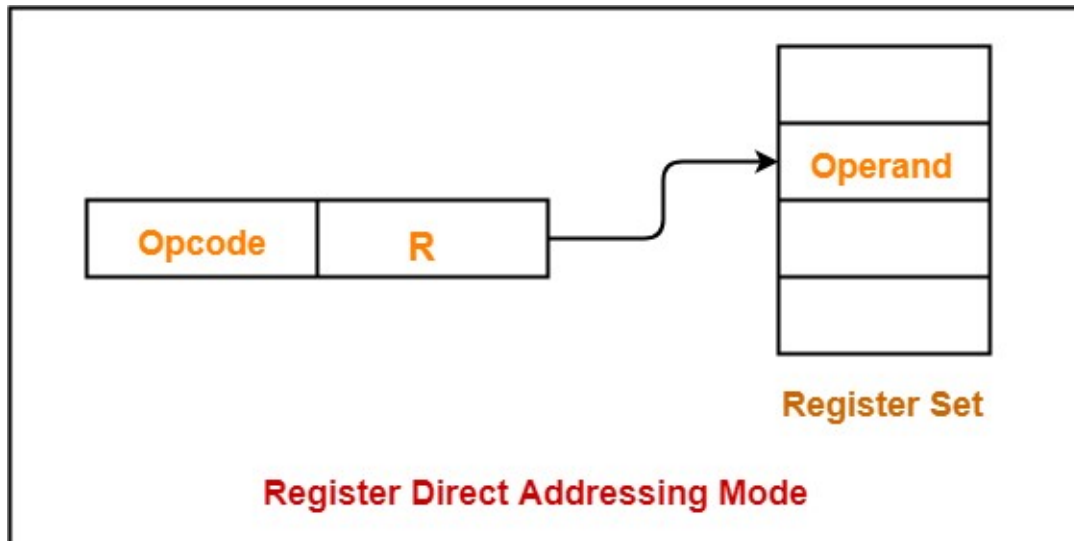 Opcode
R
Operand
Register Set
Register Direct Addressing Mode